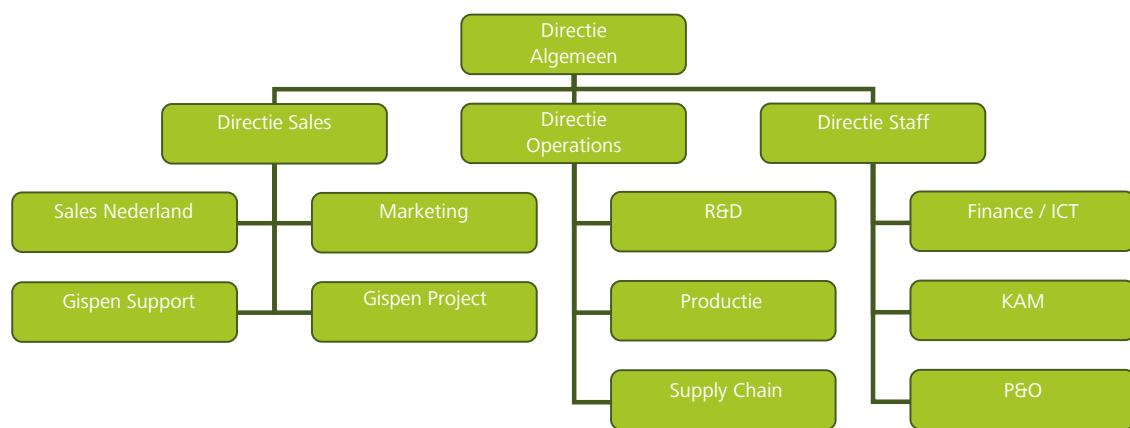 Directie
Algemeen
Directie Sales
Directie
Operations
Directie Staff
Sales Nederland
Marketing
R&D
Finance / ICT
Gispen Support
Gispen Project
Productie
KAM
Supply Chain
P&O